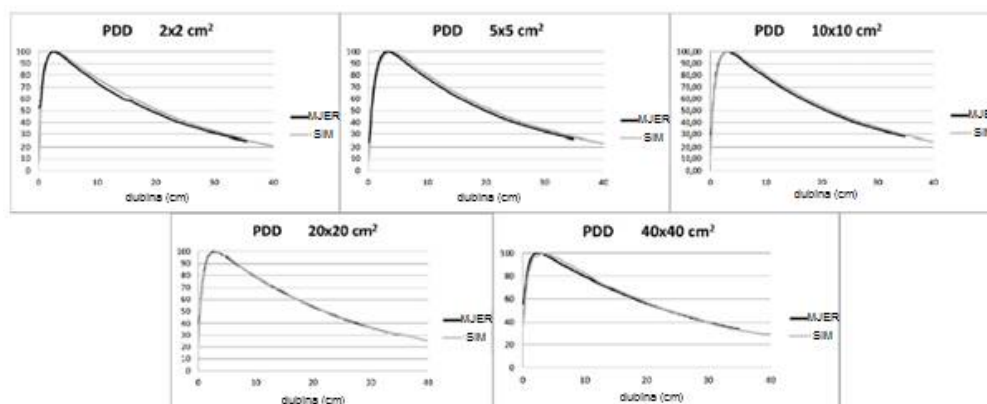 PDD 2x2 cm²
100
90
80
70
60
50
40
30
20
10
0
0 10 20 30 40
dubina (cm)
MJER
SIM
PDD 5x5 cm²
100
90
80
70
60
50
40
30
20
10
0
0 10 20 30 40
dubina (cm)
MJER
SIM
PDD 10x10 cm²
100,00
90,00
80,00
70,00
60,00
50,00
40,00
30,00
20,00
10,00
0,00
0 10 20 30 40
dubina (cm)
MJER
SIM
PDD 20x20 cm²
100
90
80
70
60
50
40
30
20
10
0
0 10 20 30 40
dubina (cm)
MJER
SIM
PDD 40x40 cm²
100
80
60
40
20
0
0 10 20 30 40
dubina (cm)
MJER
SIM